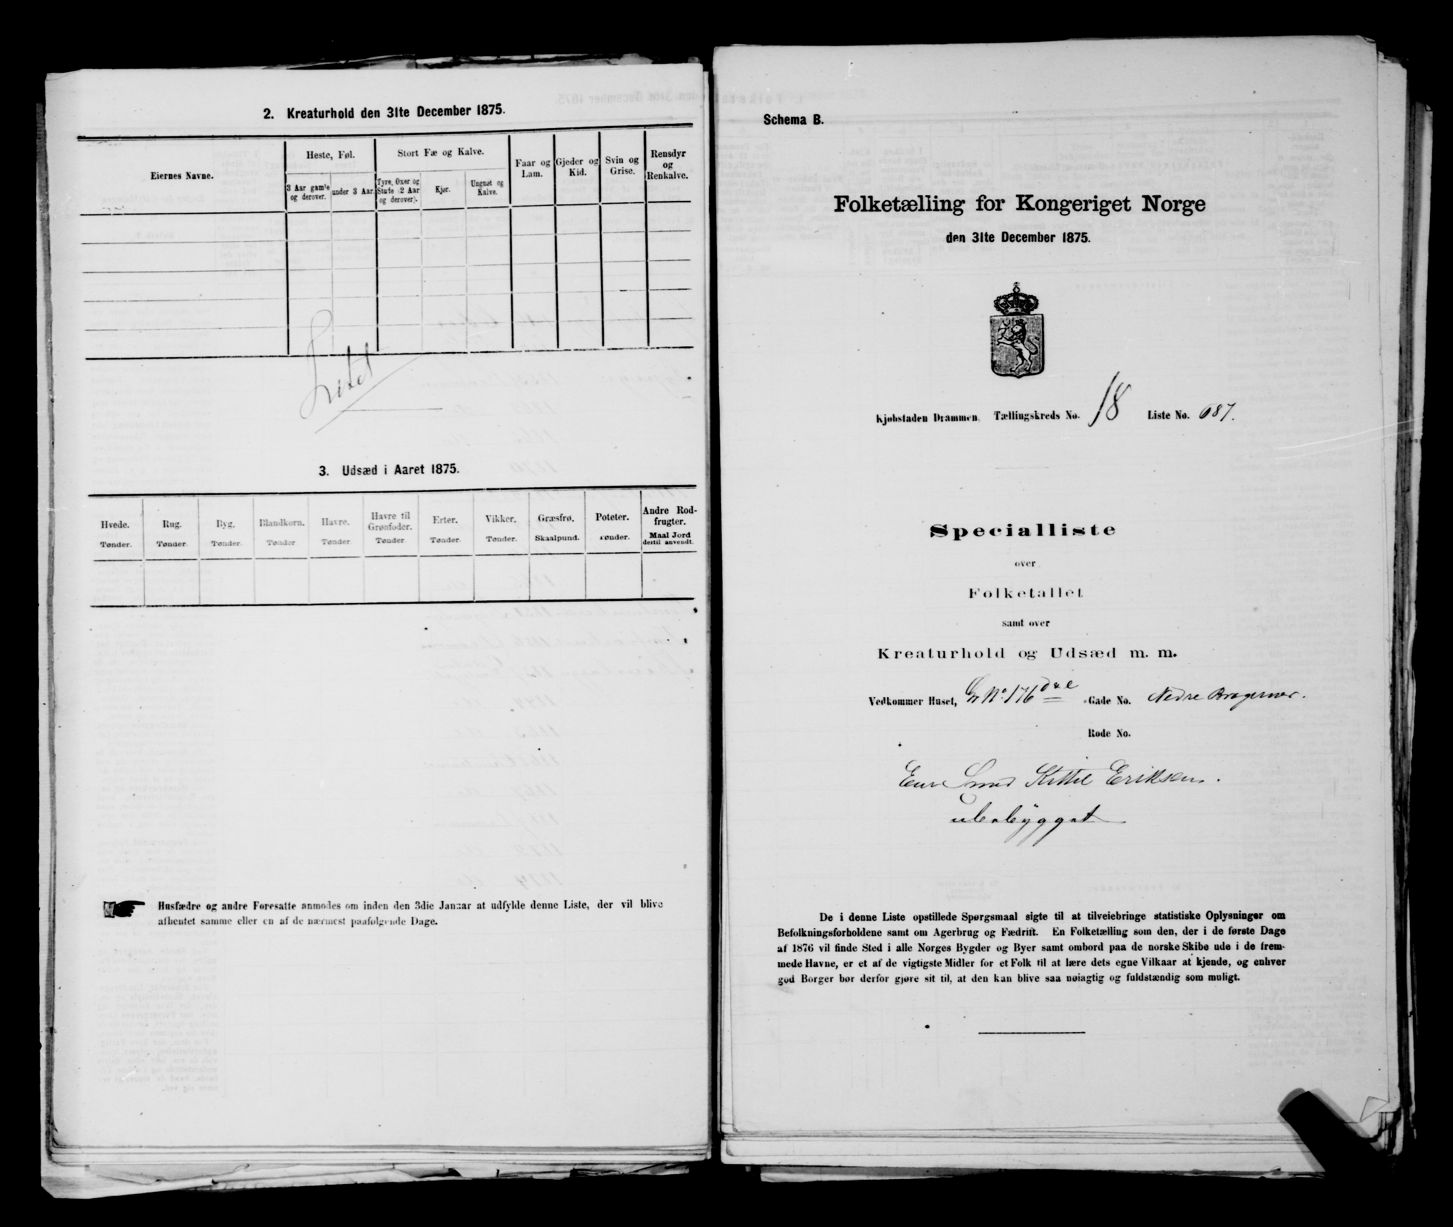 2. Kreaturhold den 31te December 1875.
Eiernes Navne.
Heste, Føl.
Stort Fæ og Kalve.
Faar og Lam.
Gjeder og Kid.
Svin og Grise.
Rensdyr og Renkalve.
3 Aar gamle og derover.
under 3 Aar.
Tyre, Oxer og Stute (2 Aar og derover).
Kjør.
Ungnøt og Kalve.
3. Udsæd i Aaret 1875.
Hvede. Rug. Byg. Blandkorn. Havre. Havre til Grønfoder. Erter. Vikker. Græsfrø. Poteter. Andre Rodfrugter.
Tønder. Tønder. Tønder. Tønder Tønder. Tønder. Tønder. Tønder. Skaalpund. Tønder. Maal Jord dertil anvendt.
Husfædre og andre Foresatte anmodes om inden den 3die Januar at udfylde denne Liste, der vil blive
afhentet samme eller en af de nærmest paafølgende Dage.
Schema B.
Folketælling for Kongeriget Norge
den 31te December 1875.
Kjøbstaden Drammen. Tællingskreds No. 18 Liste No. 687.
Specialliste
over
Folketallet
samt over
Kreaturhold og Udsæd m. m.
Vedkommer Huset, Gr No. 176 Gade No. Nedre Bragernes.
Rode No.
Kittil Eriksen.
ubebygget
De i denne Liste opstillede Spørgsmaal sigte til at tilveiebringe statistiske Oplysninger om
Befolkningsforholdene samt om Agerbrug og Fædrift. En Folketælling som den, der i de første Dage
af 1876 vil finde Sted i alle Norges Bygder og Byer samt ombord paa de norske Skibe ude i de frem-
mede Havne, er et af de vigtigste Midler for et Folk til at lære dets egne Vilkaar at kjende, og enhver
god Borger bør derfor gjøre sit til, at den kan blive saa nøiagtig og fuldstændig som muligt.